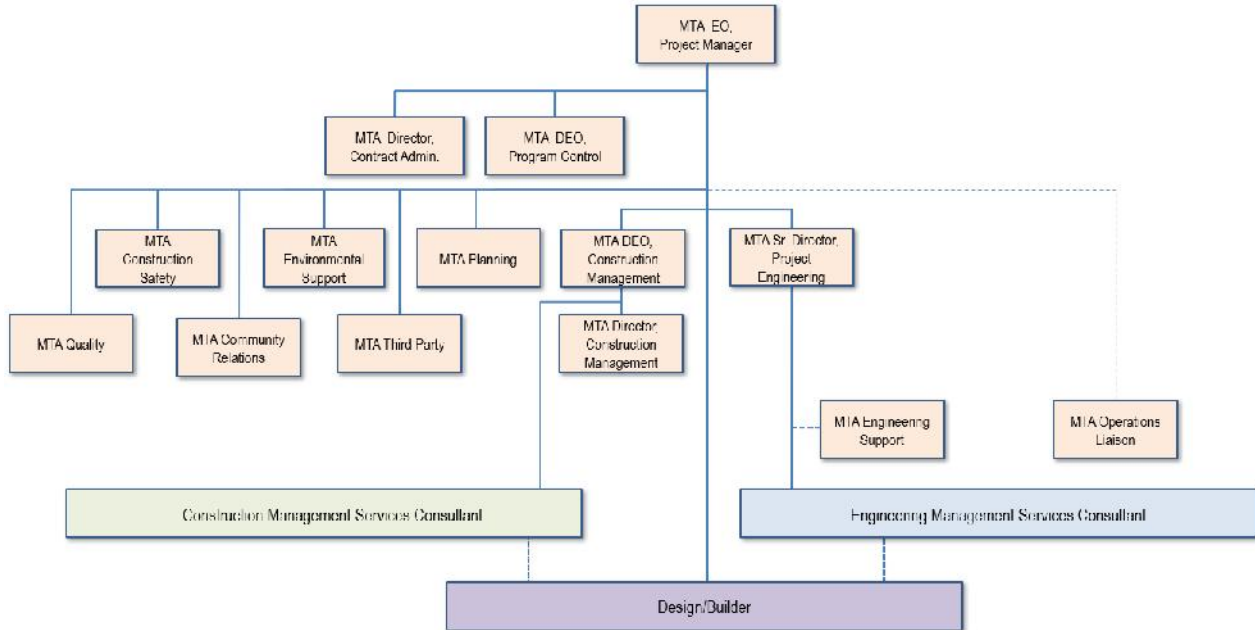 MTA EO,
Project Manager
MTA Director,
Contract Admin.
MTA DEO,
Program Control
MTA
Construction
Safety
MTA
Environmental
Support
MTA Planning
MTA DEO,
Construction
Management
MTA Sr. Director,
Project
Engineering
MTA Quality
MTA Community
Relations
MTA Third Party
MTA Director,
Construction
Management
MTA Engineering
Support
MTA Operations
Liaison
Construction Management Services Consultant
Engineering Management Services Consultant
Design/Builder